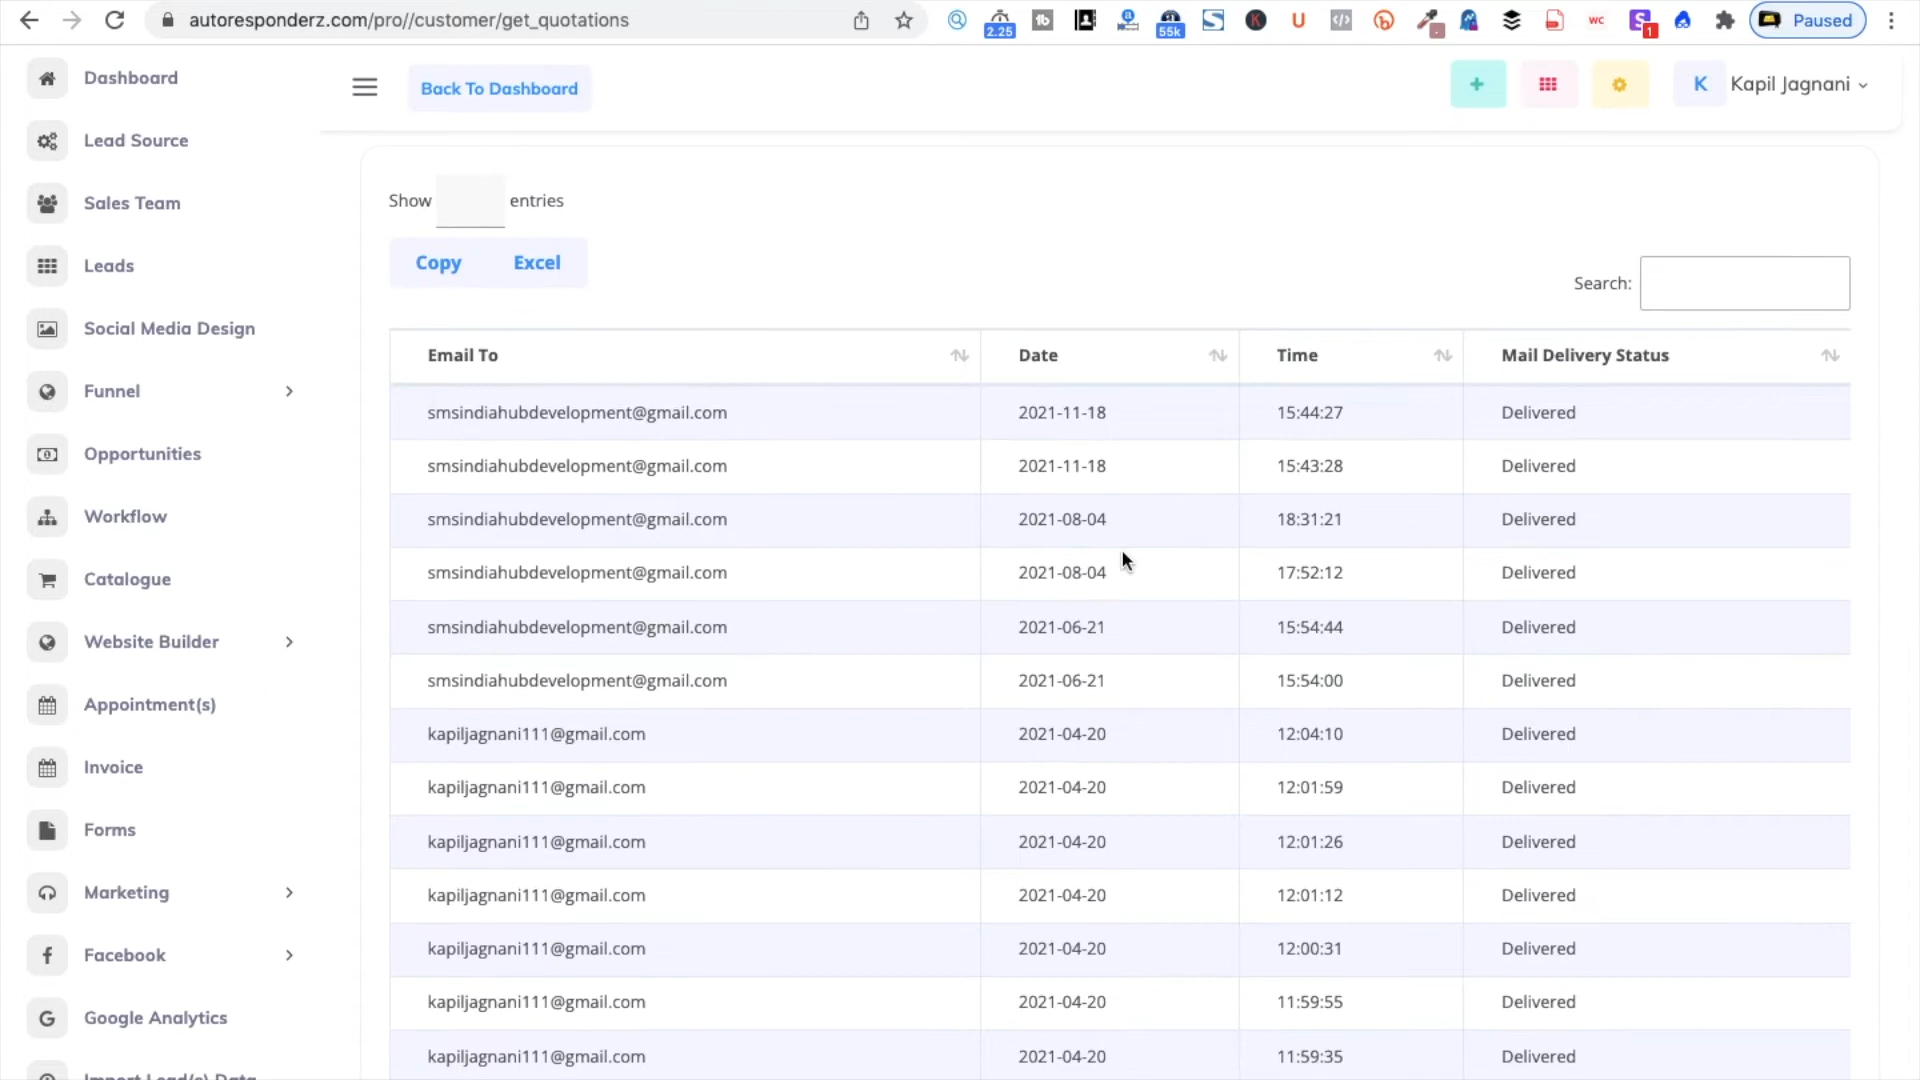 autoresponderz.com/pro//customer/get_quotations
2.25
55k
WC
1
Paused
Dashboard
Lead Source
Sales Team
Leads
Social Media Design
Funnel
Opportunities
Workflow
Catalogue
Website Builder
Appointment(s)
Invoice
Forms
Marketing
Facebook
Google Analytics
Import Lead(s) Data
Back To Dashboard
K Kapil Jagnani
Show entries
Copy Excel
Search:
Email To Date Time Mail Delivery Status
smsindiahubdevelopment@gmail.com 2021-11-18 15:44:27 Delivered
smsindiahubdevelopment@gmail.com 2021-11-18 15:43:28 Delivered
smsindiahubdevelopment@gmail.com 2021-08-04 18:31:21 Delivered
smsindiahubdevelopment@gmail.com 2021-08-04 17:52:12 Delivered
smsindiahubdevelopment@gmail.com 2021-06-21 15:54:44 Delivered
smsindiahubdevelopment@gmail.com 2021-06-21 15:54:00 Delivered
kapiljagnani111@gmail.com 2021-04-20 12:04:10 Delivered
kapiljagnani111@gmail.com 2021-04-20 12:01:59 Delivered
kapiljagnani111@gmail.com 2021-04-20 12:01:26 Delivered
kapiljagnani111@gmail.com 2021-04-20 12:01:12 Delivered
kapiljagnani111@gmail.com 2021-04-20 12:00:31 Delivered
kapiljagnani111@gmail.com 2021-04-20 11:59:55 Delivered
kapiljagnani111@gmail.com 2021-04-20 11:59:35 Delivered